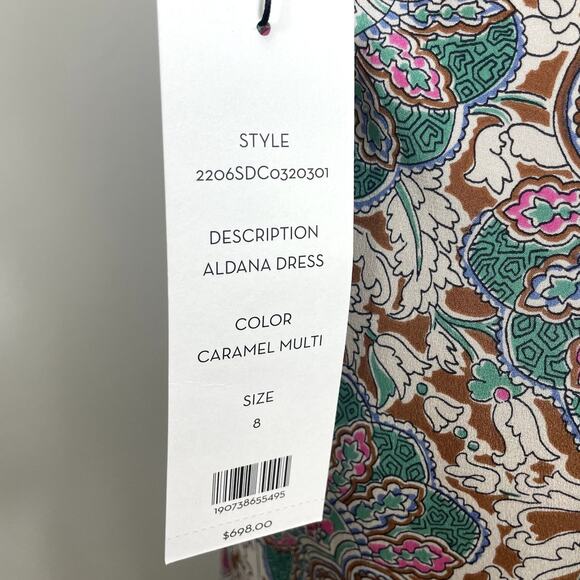 STYLE
2206SDC0320301
DESCRIPTION
ALDANA DRESS
COLOR
CARAMEL MULTI
SIZE
8
190738655495
$698.00